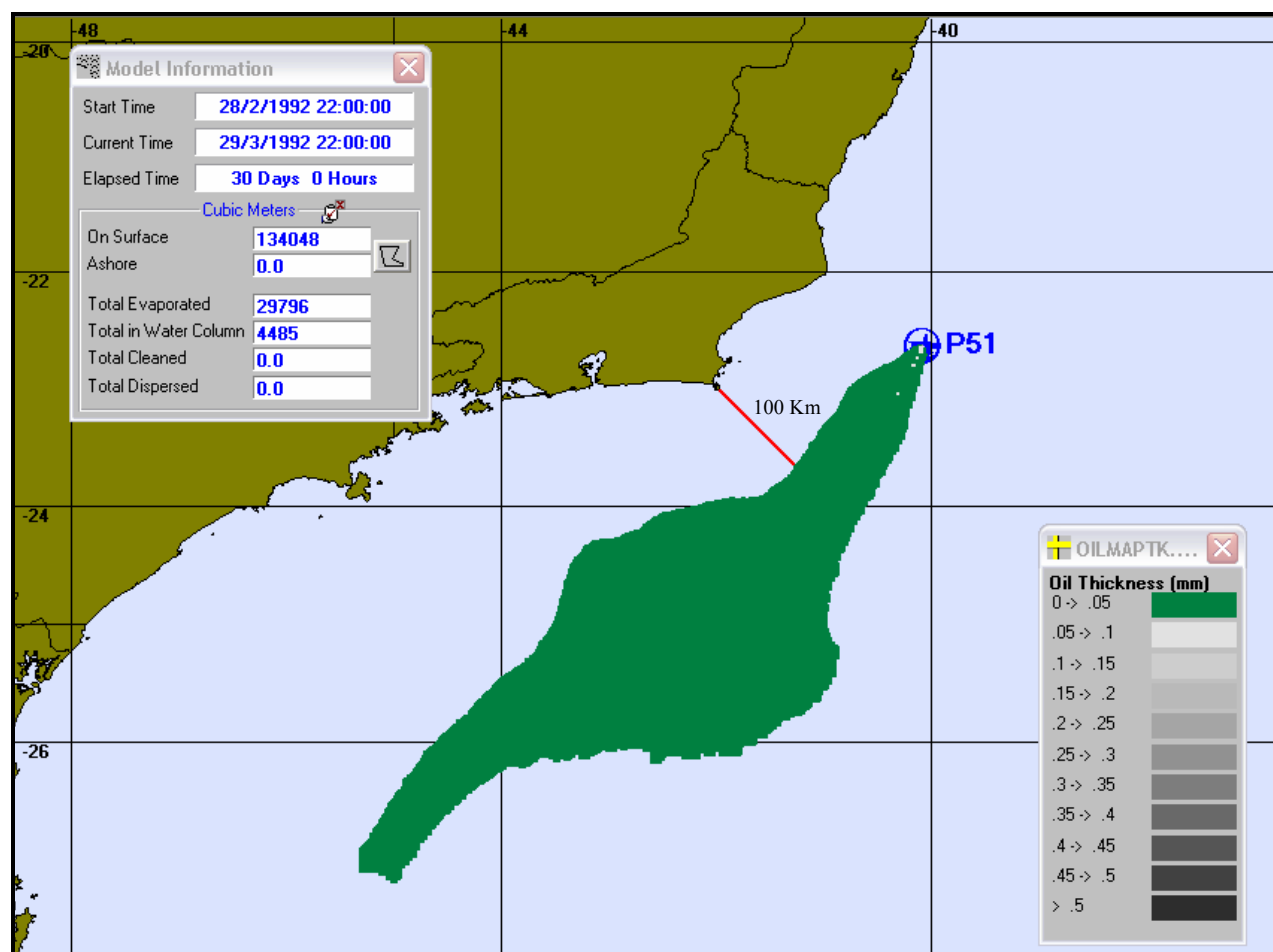 -48
-44
-40
-20
Model Information
Start Time 28/2/1992 22:00:00
Current Time 29/3/1992 22:00:00
Elapsed Time 30 Days 0 Hours
Cubic Meters
On Surface 134048
Ashore 0.0
Total Evaporated 29796
Total in Water Column 4485
Total Cleaned 0.0
Total Dispersed 0.0
-22
P51
100 Km
-24
OILMAPTK....
Oil Thickness (mm)
0 -> .05
.05 -> .1
.1 -> .15
.15 -> .2
.2 -> .25
.25 -> .3
.3 -> .35
.35 -> .4
.4 -> .45
.45 -> .5
> .5
-26